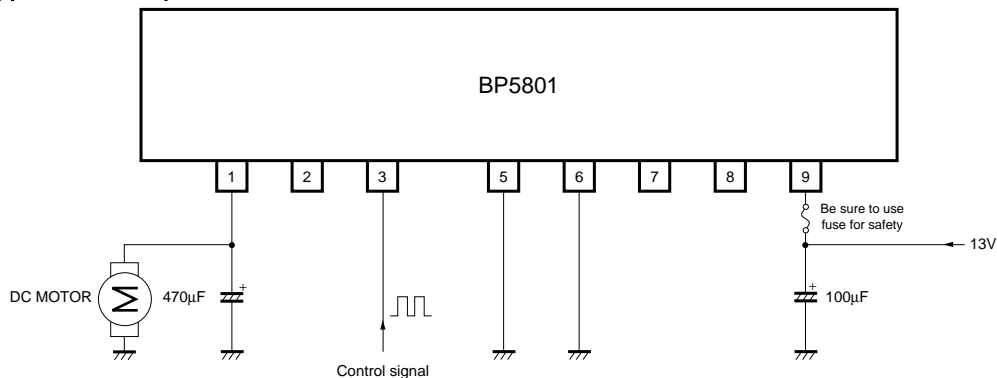 BP5801
1
2
3
5
6
7
8
9
Be sure to use
fuse for safety
13V
DC MOTOR
M
470µF
+
+
100µF
Control signal